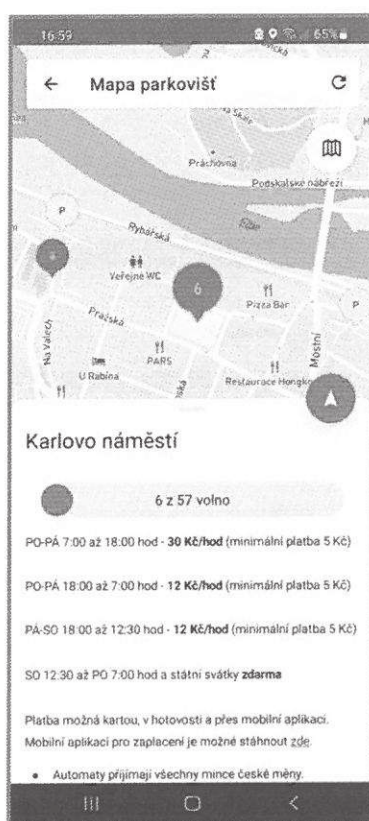 16:59
65%
← Mapa parkovišť
Práchovna
Podskalské nábřeží
P
Rybářská
Veřejné WC
6
Pizza Bar
P
Pražská
Na Valech
PARS
U Rabína
Mostní
Karlovo náměstí
6 z 57 volno
PO-PÁ 7:00 až 18:00 hod - 30 Kč/hod (minimální platba 5 Kč)
PO-PÁ 18:00 až 7:00 hod - 12 Kč/hod (minimální platba 5 Kč)
PÁ-SO 18:00 až 12:30 hod - 12 Kč/hod (minimální platba 5 Kč)
SO 12:30 až PO 7:00 hod a státní svátky zdarma
Platba možná kartou, v hotovosti a přes mobilní aplikaci.
Mobilní aplikaci pro zaplacení je možné stáhnout zde.
• Automaty přijímají všechny mince české měny.